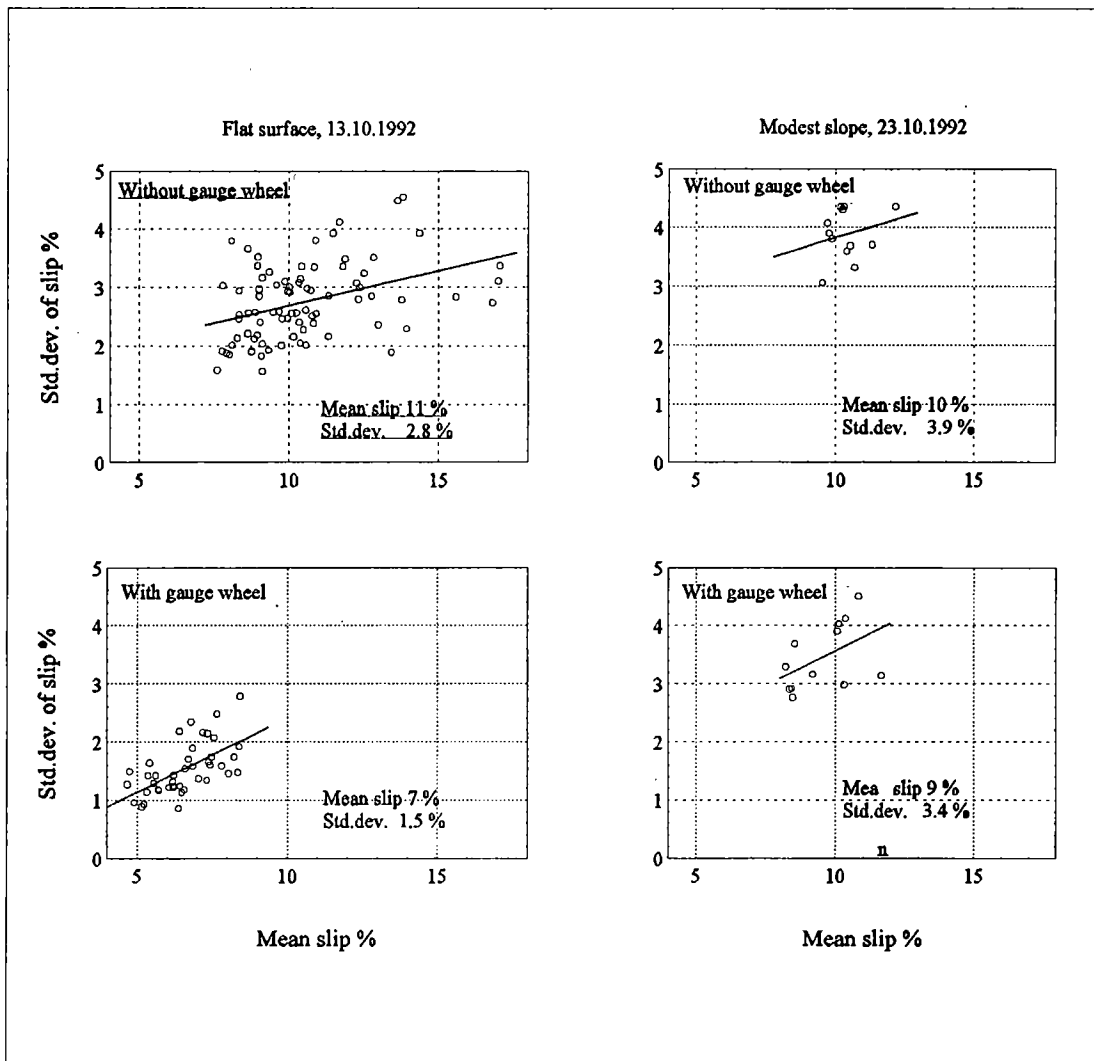 Flat surface, 13.10.1992
Modest slope, 23.10.1992
Std.dev. of slip %
5
4
3
2
1
0
Without gauge wheel
Mean slip 11 %
Std.dev. 2.8 %
5
10
15
5
4
3
2
1
0
Without gauge wheel
Mean slip 10 %
Std.dev. 3.9 %
5
10
15
Std.dev. of slip %
5
4
3
2
1
0
With gauge wheel
Mean slip 7 %
Std.dev. 1.5 %
5
10
15
Mean slip %
5
4
3
2
1
0
With gauge wheel
Mea slip 9 %
Std.dev. 3.4 %
n
5
10
15
Mean slip %